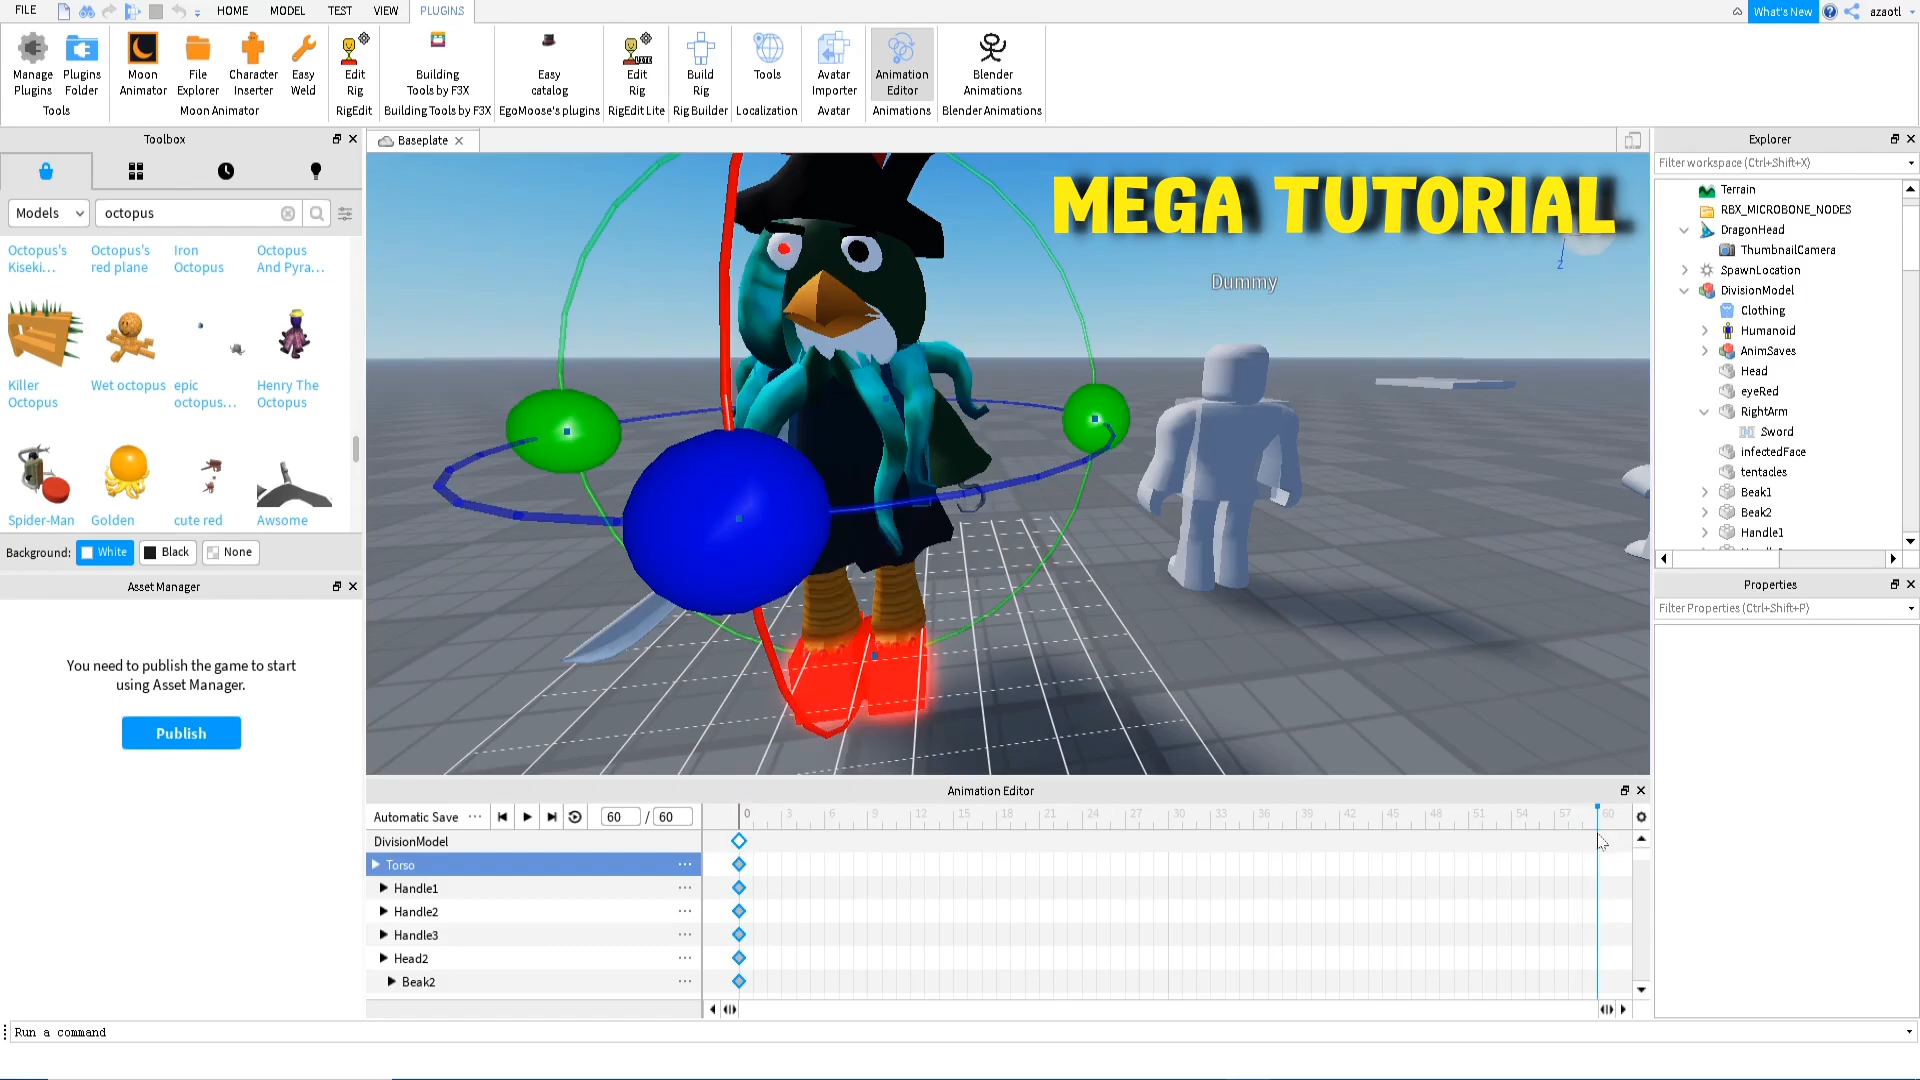 FILE
HOME
MODEL
TEST
VIEW
PLUGINS
What's New
azaotl
Manage
Plugins
Plugins
Folder
Tools
Moon
Animator
File
Explorer
Character
Inserter
Easy
Weld
Moon Animator
Edit
Rig
RigEdit
Building
Tools by F3X
Building Tools by F3X
Easy
catalog
EgoMoose's plugins
LITE
Edit
Rig
RigEdit Lite
Build
Rig
Rig Builder
Tools
Localization
Avatar
Importer
Avatar
Animation
Editor
Animations
Blender
Animations
Blender Animations
Toolbox
Models
octopus
Octopus's
Kiseki...
Octopus's
red plane
Iron
Octopus
Octopus
And Pyra...
Killer
Octopus
Wet octopus
epic
octopus...
Henry The
Octopus
Spider-Man
Golden
cute red
Awsome
Background:
White
Black
None
Asset Manager
You need to publish the game to start
using Asset Manager.
Publish
Baseplate
MEGA TUTORIAL
Z
Dummy
Explorer
Filter workspace (Ctrl+Shift+X)
Terrain
RBX_MICROBONE_NODES
DragonHead
ThumbnailCamera
SpawnLocation
DivisionModel
Clothing
Humanoid
AnimSaves
Head
eyeRed
RightArm
Sword
infectedFace
tentacles
Beak1
Beak2
Handle1
Properties
Filter Properties (Ctrl+Shift+P)
Animation Editor
Automatic Save
60 / 60
0 3 6 9 12 15 18 21 24 27 30 33 36 39 42 45 48 51 54 57 60
DivisionModel
Torso
Handle1
Handle2
Handle3
Head2
Beak2
Run a command